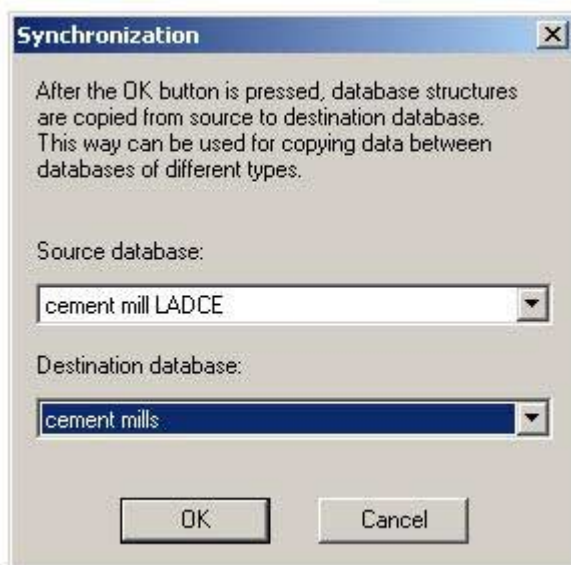 Synchronization
After the OK button is pressed, database structures
are copied from source to destination database.
This way can be used for copying data between
databases of different types.
Source database:
cement mill LADCE
Destination database:
cement mills
OK Cancel